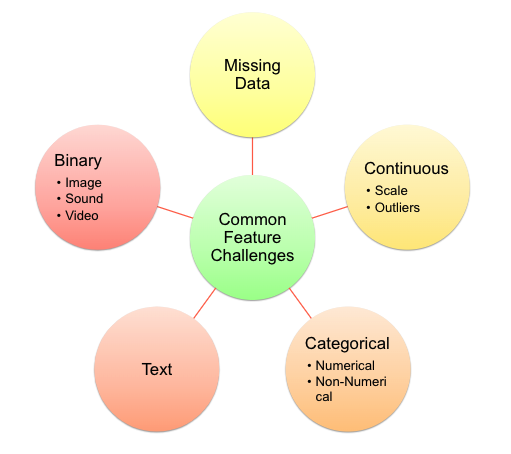 Missing
Data
Binary
• Image
• Sound
• Video
Continuous
• Scale
• Outliers
Common
Feature
Challenges
Text
Categorical
• Numerical
• Non-Numeri
cal